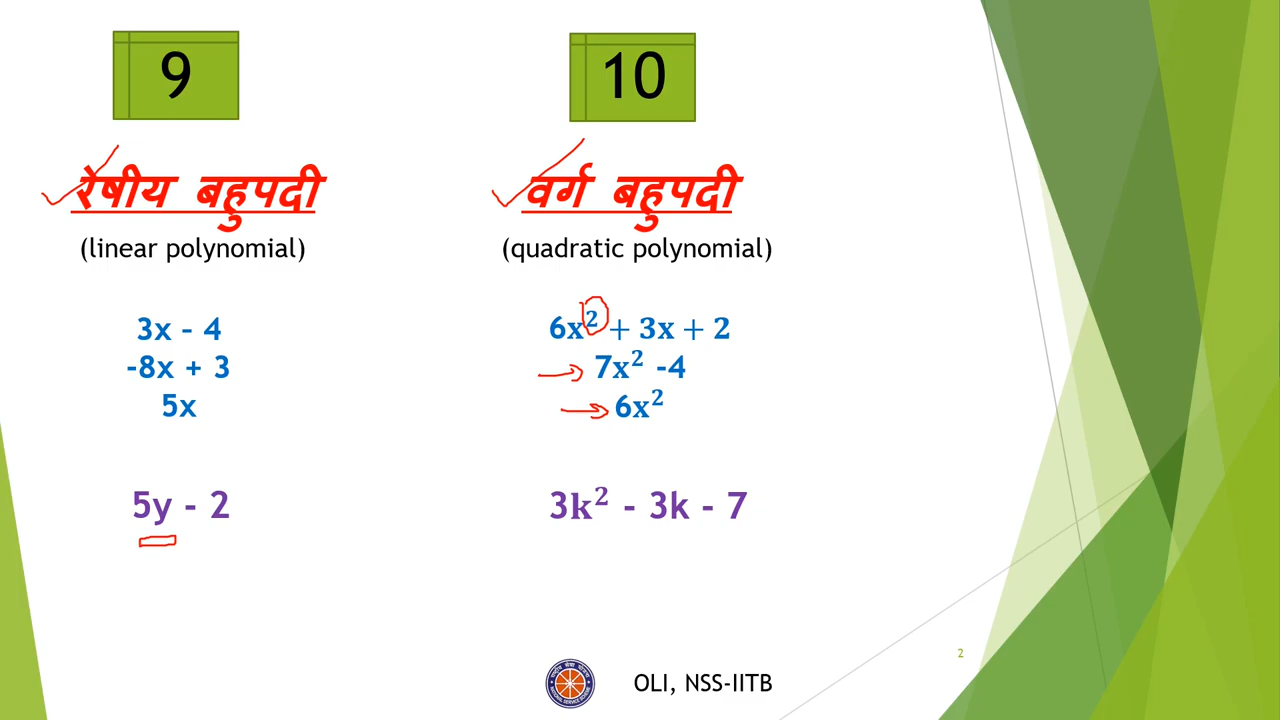 9
रेषीय बहुपदी
(linear polynomial)
3x – 4
-8x + 3
5x
5y - 2
10
वर्ग बहुपदी
(quadratic polynomial)
6x² + 3x + 2
7x² -4
6x²
3k² - 3k - 7
2
OLI, NSS-IITB